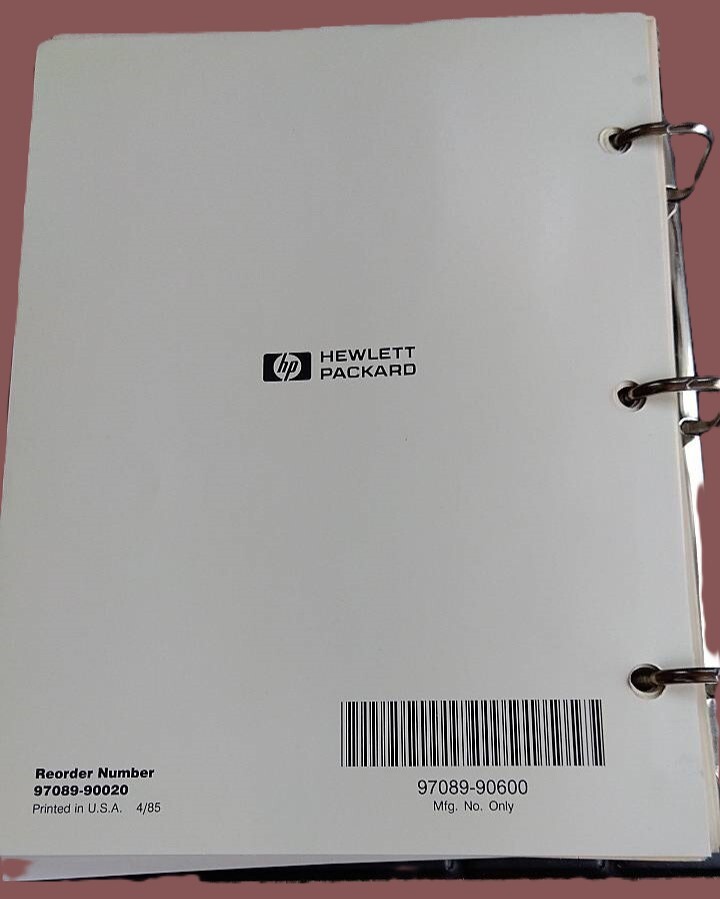 hp HEWLETT
PACKARD
Reorder Number
97089-90020
Printed in U.S.A. 4/85
97089-90600
Mfg. No. Only